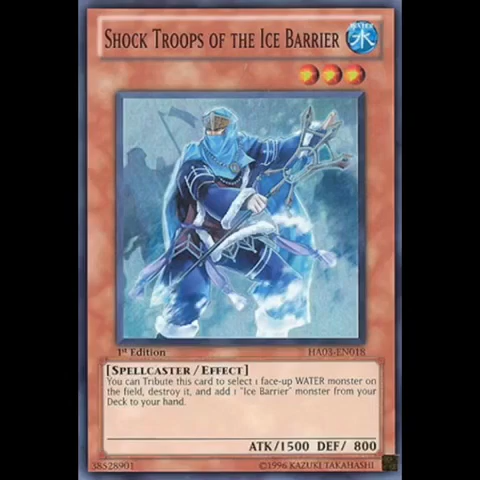 Shock Troops of the Ice Barrier
WATER
水
1st Edition
HA03-EN018
[Spellcaster / Effect]
You can Tribute this card to select 1 face-up WATER monster on
the field, destroy it, and add 1 "Ice Barrier" monster from your
Deck to your hand.
ATK/1500 DEF/ 800
38528901
©1996 KAZUKI TAKAHASHI